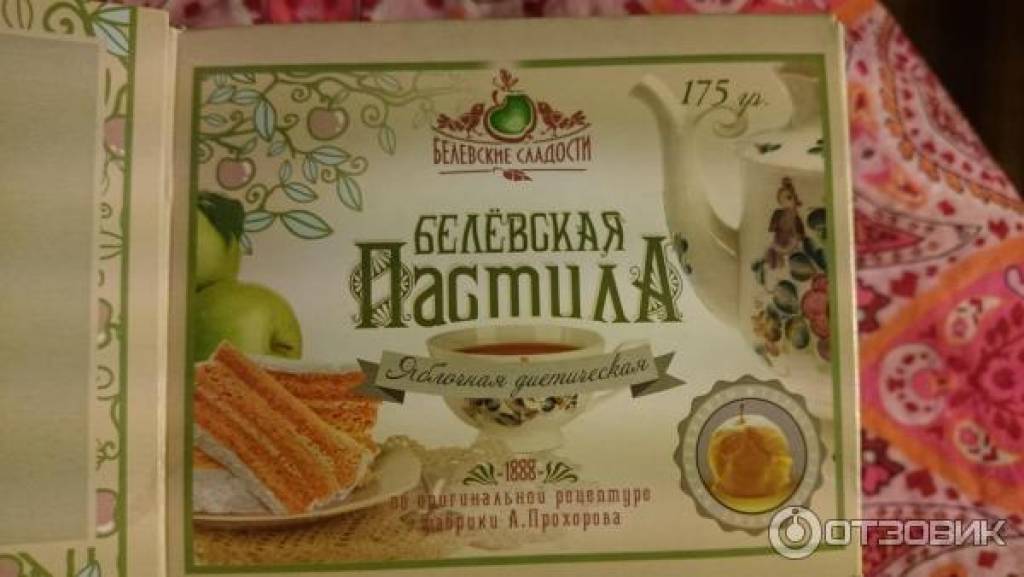 175 гр.
БЕЛЕВСКИЕ СЛАДОСТИ
БЕЛЁВСКАЯ
ПАСТИЛА
Яблочная диетическая
1888
по оригинальной рецептуре
фабрики А.Прохорова
ОТЗОВИК